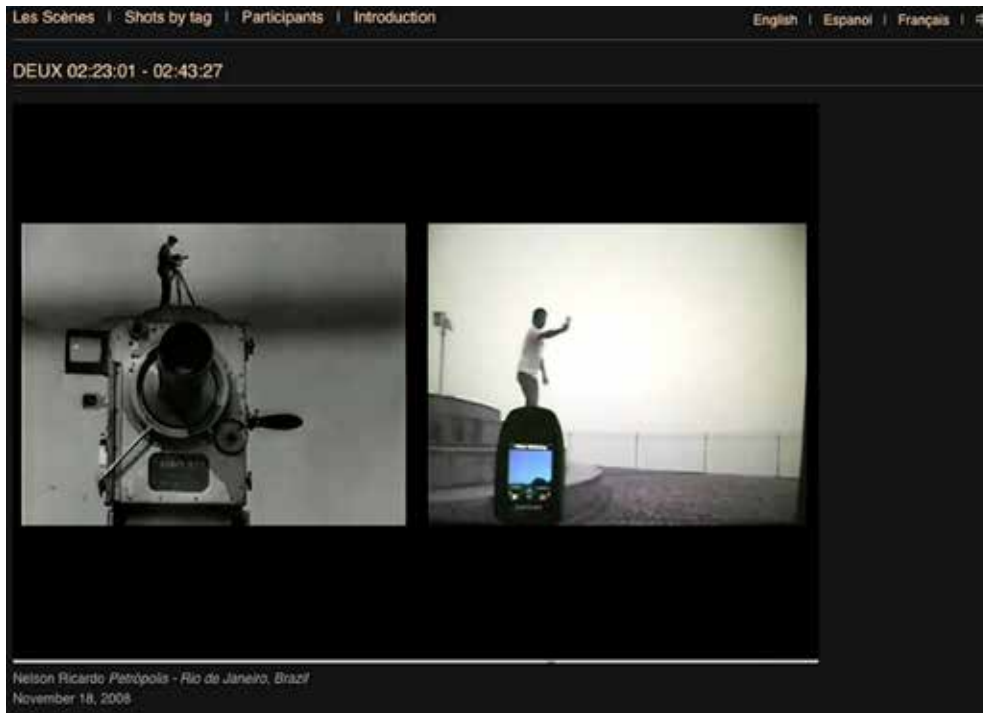 Les Scènes | Shots by tag | Participants | Introduction
English | Espanol | Français |
DEUX 02:23:01 - 02:43:27
Nelson Ricardo Petrópolis - Rio de Janeiro, Brazil
November 18, 2008